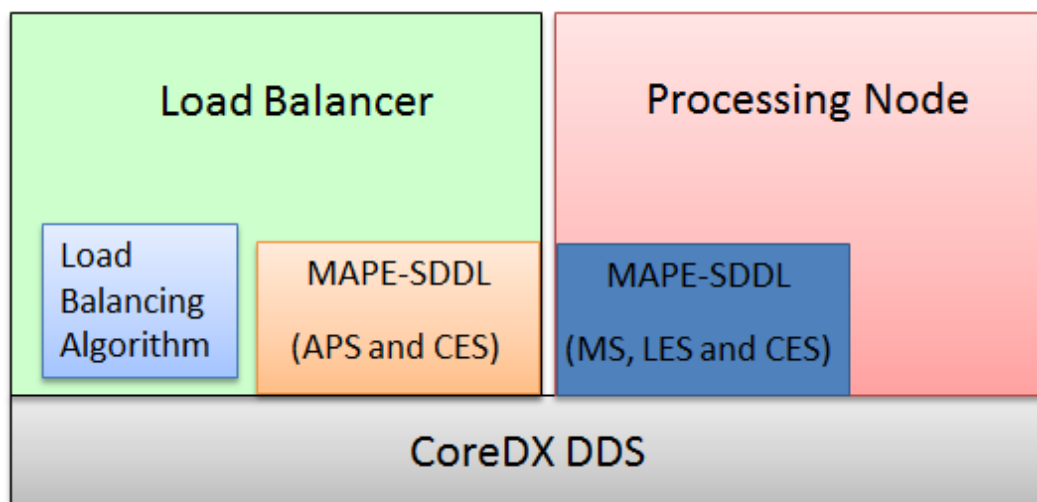 Load Balancer
Processing Node
Load
Balancing
Algorithm
MAPE-SDDL
(APS and CES)
MAPE-SDDL
(MS, LES and CES)
CoreDX DDS